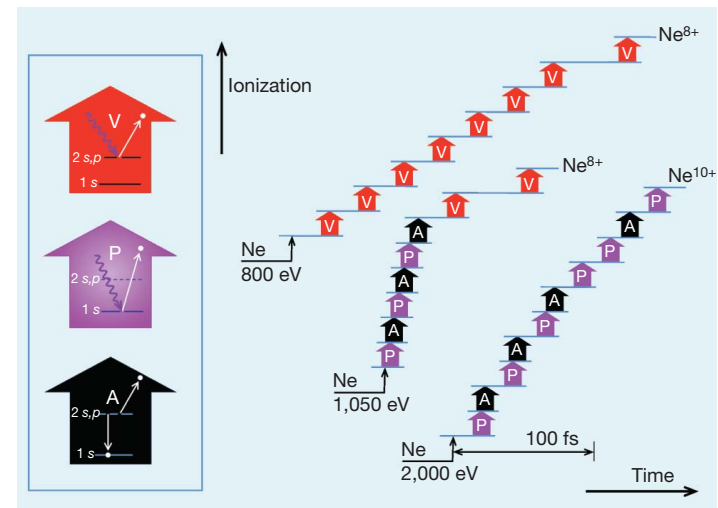 V
2 s,p
1 s
P
2 s,p
1 s
A
2 s,p
1 s
Ionization
Ne
800 eV
V
V
V
V
V
V
V
V
Ne8+
Ne
1,050 eV
P
A
P
A
P
A
V
V
Ne8+
Ne
2,000 eV
P
A
P
A
P
A
P
P
A
P
Ne10+
100 fs
Time